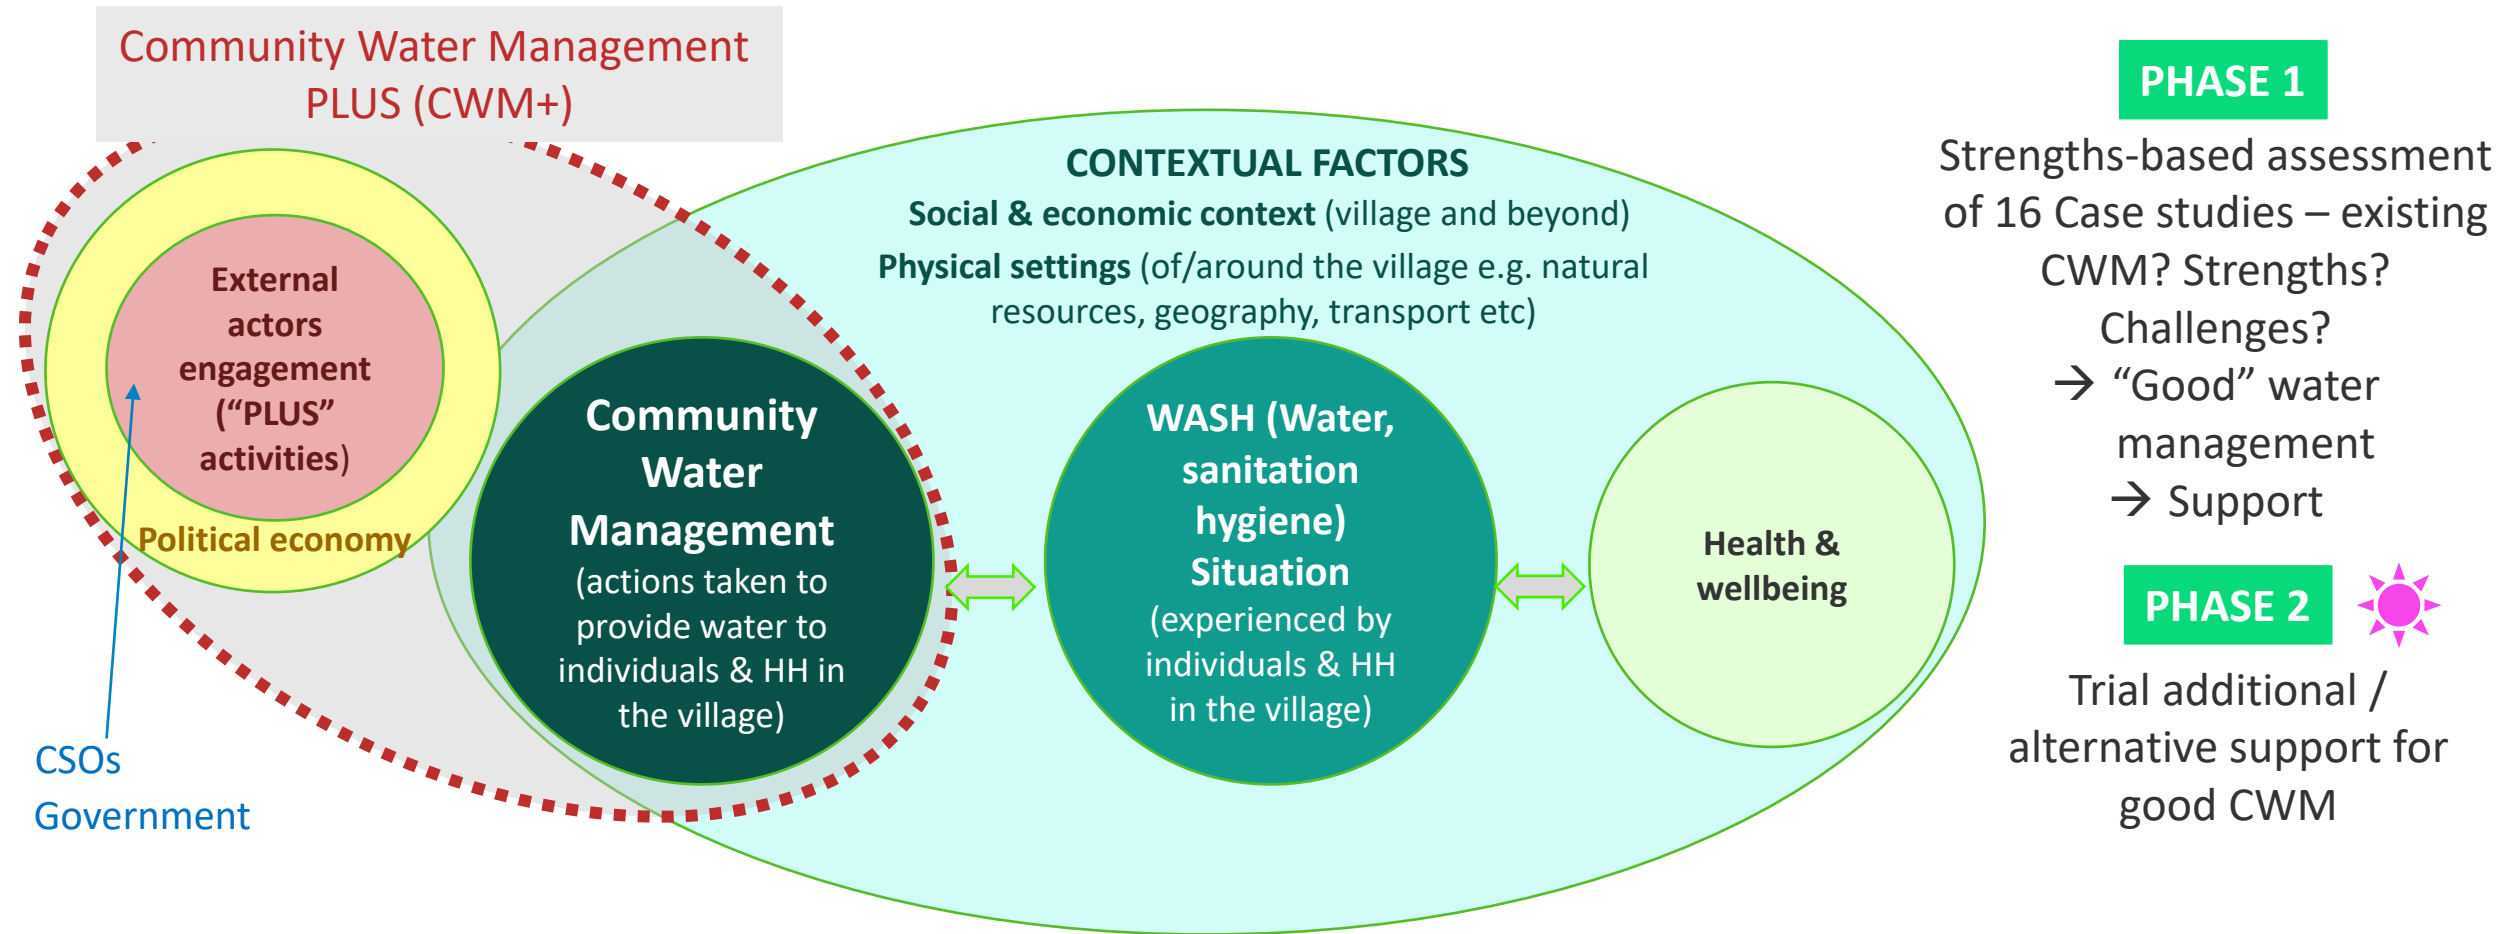 Community Water Management
PLUS (CWM+)
External
actors
engagement
(“PLUS”
activities)
Political economy
CSOs
Government
CONTEXTUAL FACTORS
Social & economic context (village and beyond)
Physical settings (of/around the village e.g. natural
resources, geography, transport etc)
Community
Water
Management
(actions taken to
provide water to
individuals & HH in
the village)
WASH (Water,
sanitation
hygiene)
Situation
(experienced by
individuals & HH
in the village)
Health &
wellbeing
PHASE 1
Strengths-based assessment
of 16 Case studies – existing
CWM? Strengths?
Challenges?
→ “Good” water
management
→ Support
PHASE 2
Trial additional /
alternative support for
good CWM